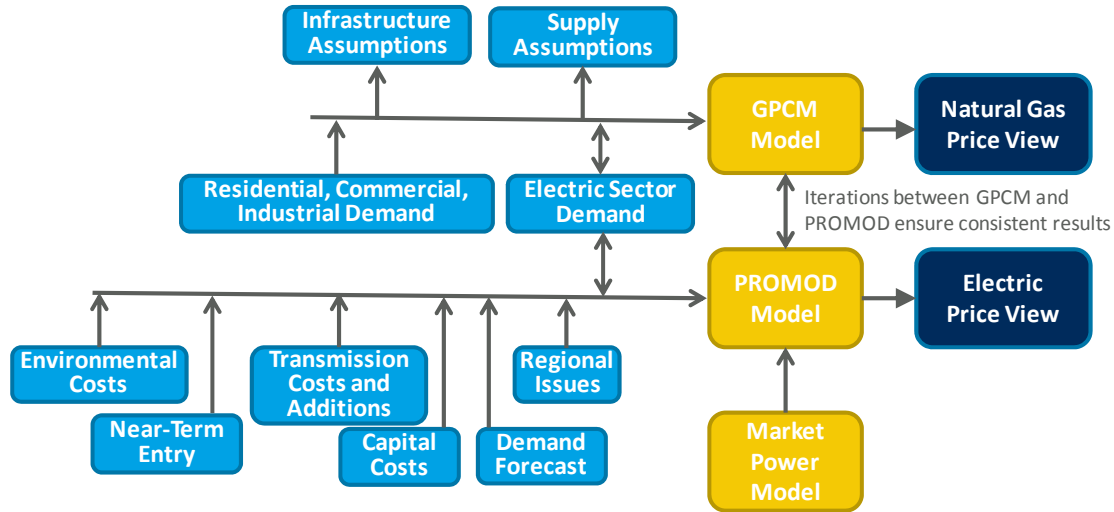 Infrastructure
Assumptions
Supply
Assumptions
GPCM
Model
Natural Gas
Price View
Residential, Commercial,
Industrial Demand
Electric Sector
Demand
Iterations between GPCM and
PROMOD ensure consistent results
PROMOD
Model
Electric
Price View
Environmental
Costs
Transmission
Costs and
Additions
Regional
Issues
Near-Term
Entry
Capital
Costs
Demand
Forecast
Market
Power
Model